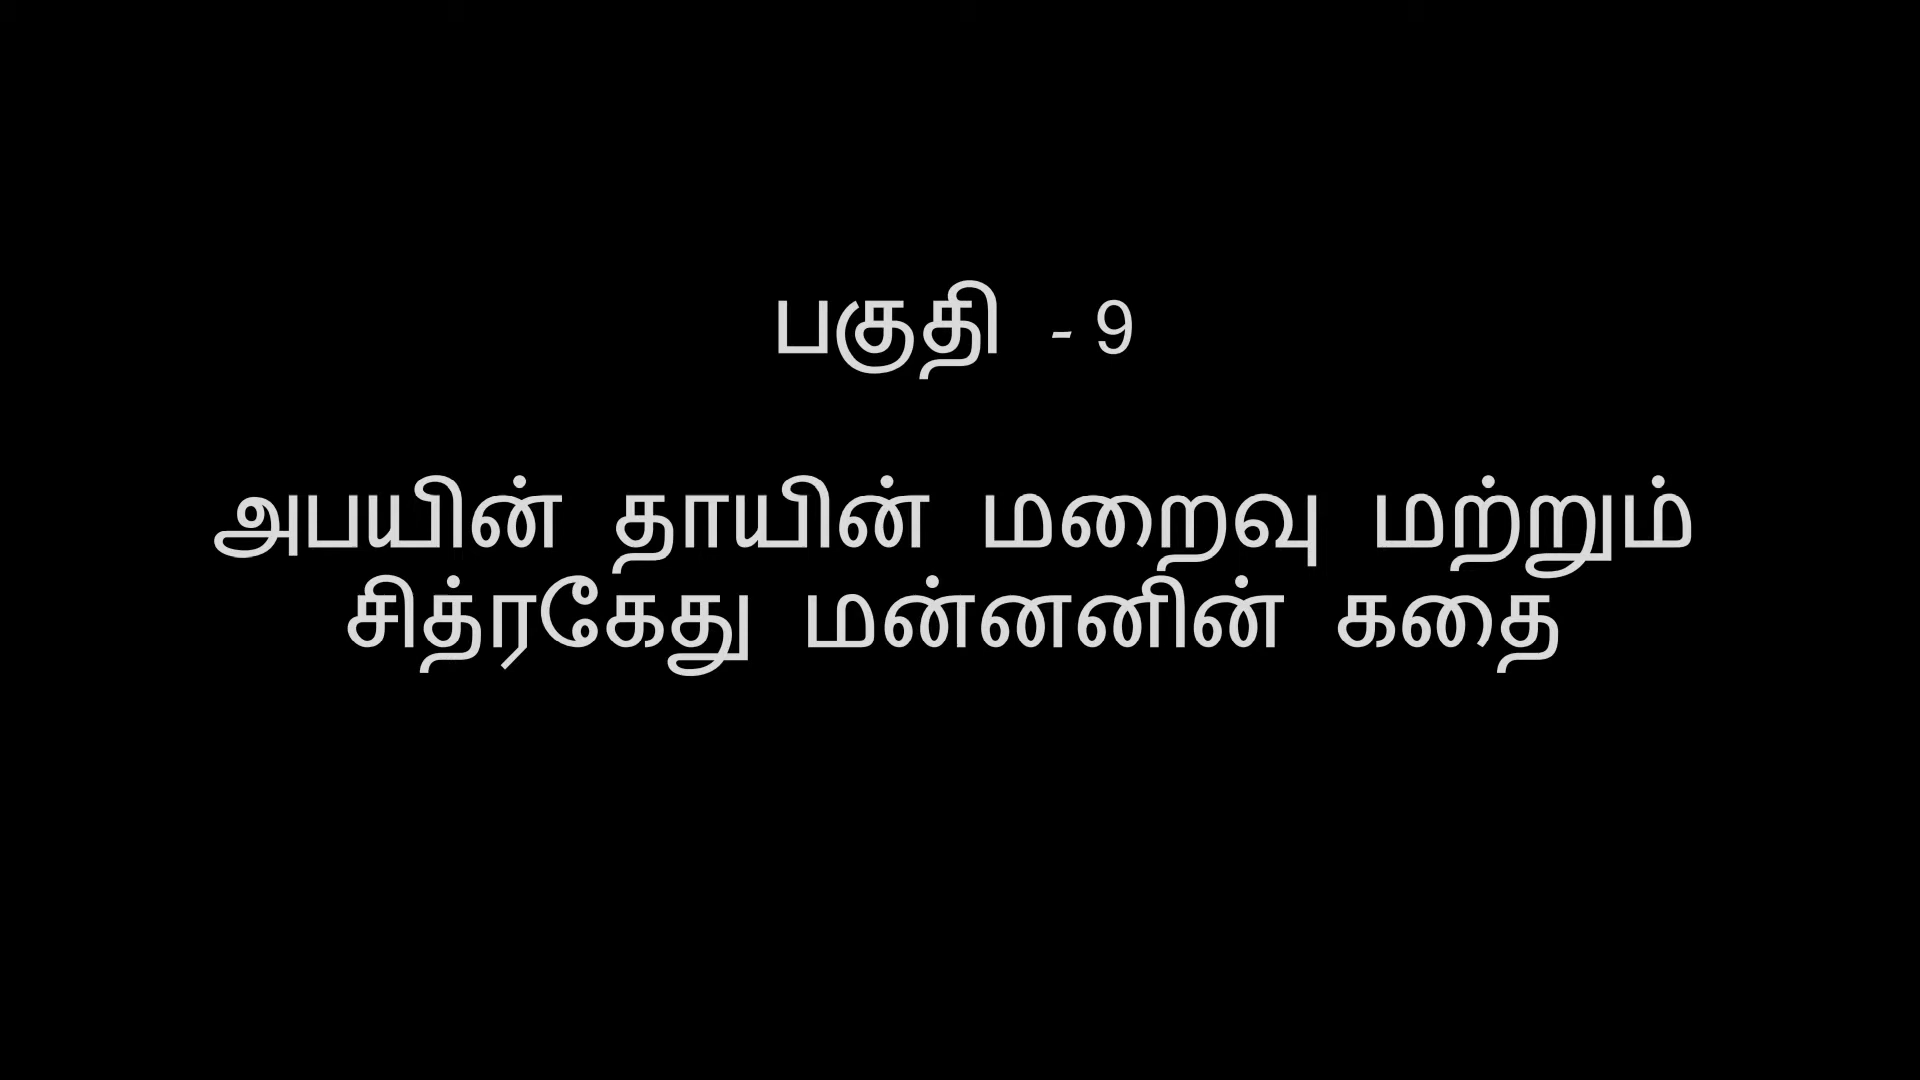 பகுதி - 9
அபயின் தாயின் மறைவு மற்றும்
சித்ரகேது மன்னனின் கதை